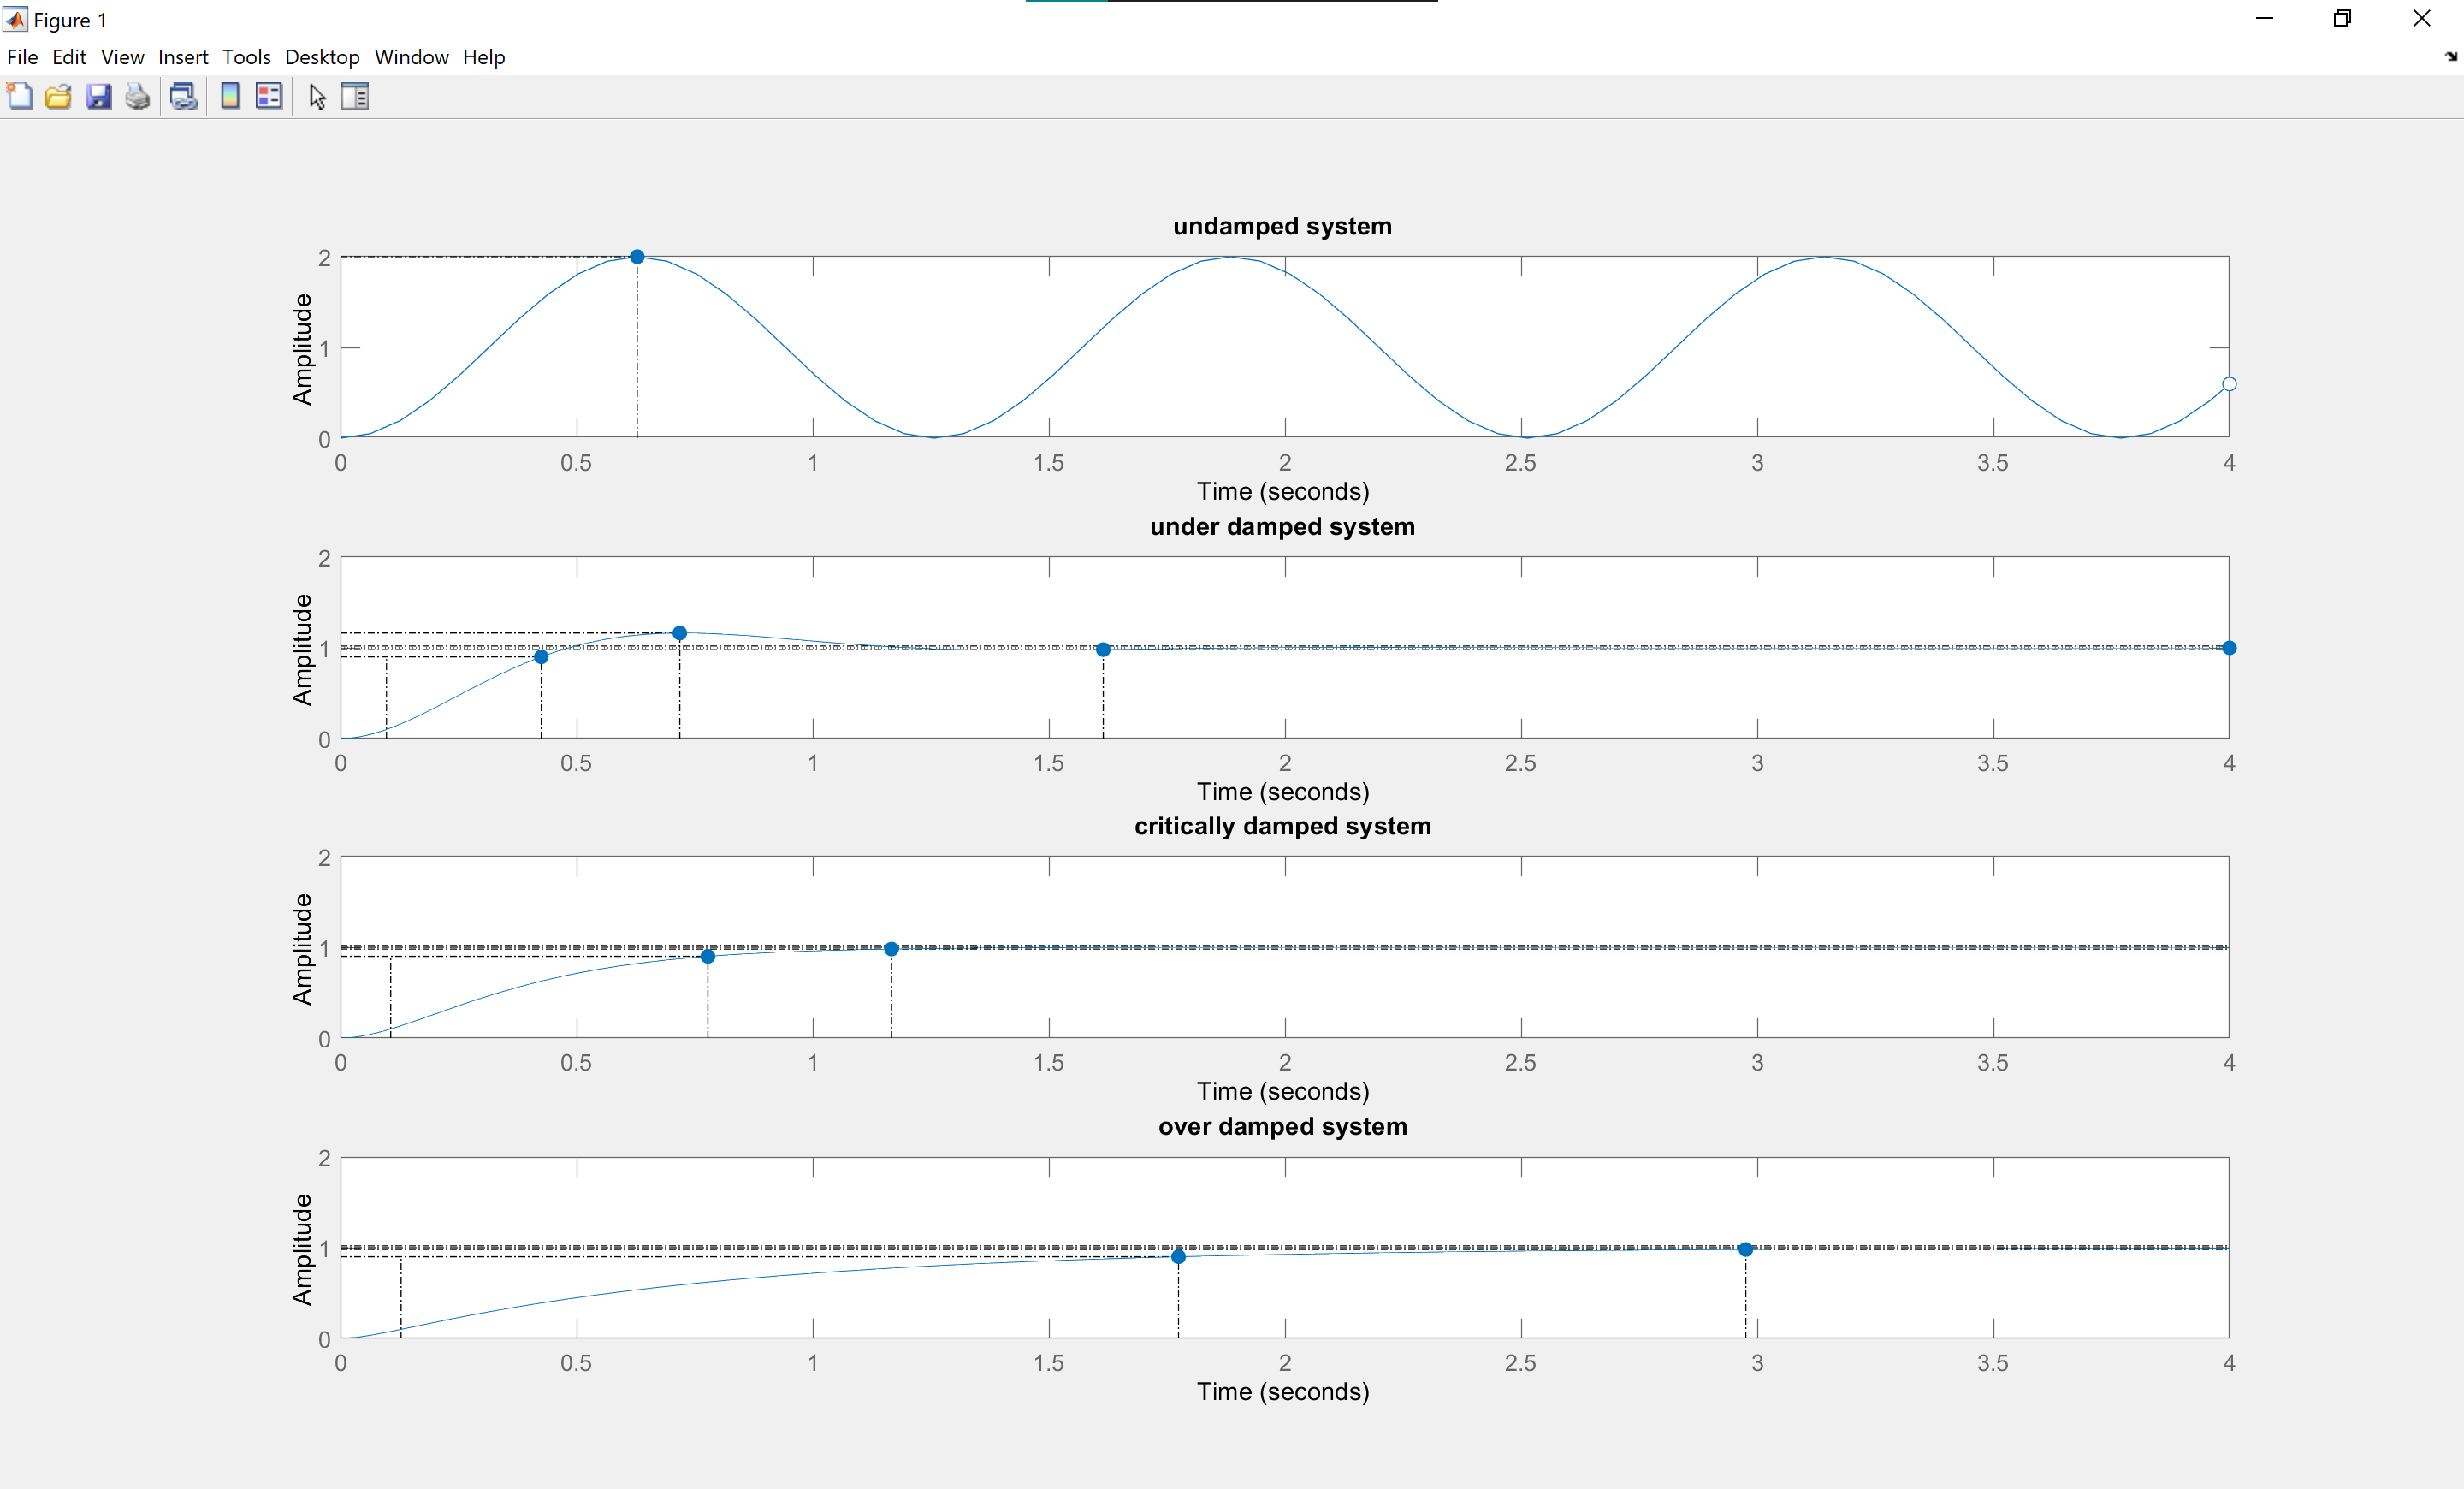 Figure 1
File Edit View Insert Tools Desktop Window Help
undamped system
2
1
0
Amplitude
0 0.5 1 1.5 2 2.5 3 3.5 4
Time (seconds)
under damped system
2
1
0
Amplitude
0 0.5 1 1.5 2 2.5 3 3.5 4
Time (seconds)
critically damped system
2
1
0
Amplitude
0 0.5 1 1.5 2 2.5 3 3.5 4
Time (seconds)
over damped system
2
1
0
Amplitude
0 0.5 1 1.5 2 2.5 3 3.5 4
Time (seconds)